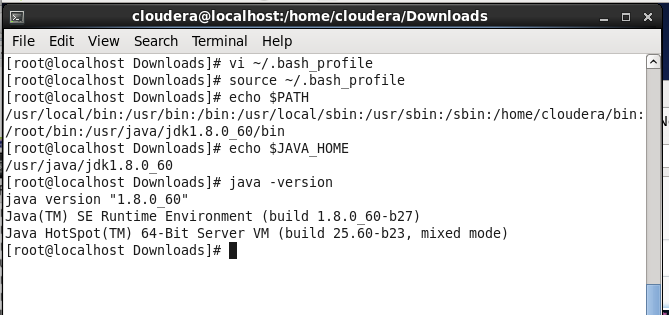 cloudera@localhost:/home/cloudera/Downloads
File Edit View Search Terminal Help
[root@localhost Downloads]# vi ~/.bash_profile
[root@localhost Downloads]# source ~/.bash_profile
[root@localhost Downloads]# echo $PATH
/usr/local/bin:/usr/bin:/bin:/usr/local/sbin:/usr/sbin:/sbin:/home/cloudera/bin:
/root/bin:/usr/java/jdk1.8.0_60/bin
[root@localhost Downloads]# echo $JAVA_HOME
/usr/java/jdk1.8.0_60
[root@localhost Downloads]# java -version
java version "1.8.0_60"
Java(TM) SE Runtime Environment (build 1.8.0_60-b27)
Java HotSpot(TM) 64-Bit Server VM (build 25.60-b23, mixed mode)
[root@localhost Downloads]#